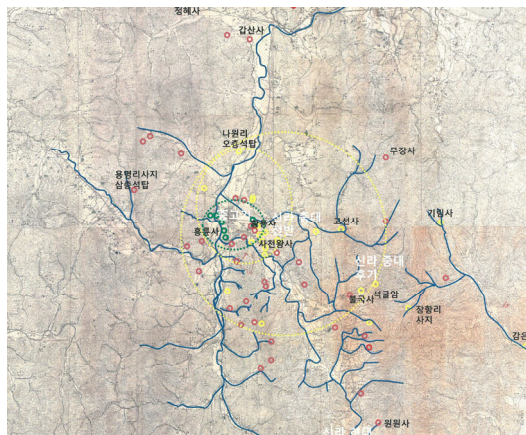 정혜사
갑산사
나원리
오층석탑
무장사
용명리사지
삼층석탑
기림사
고선사
흥륜사
사천왕사
신라 중대
후기
불국사
석굴암
장항리
사지
감은
원원사